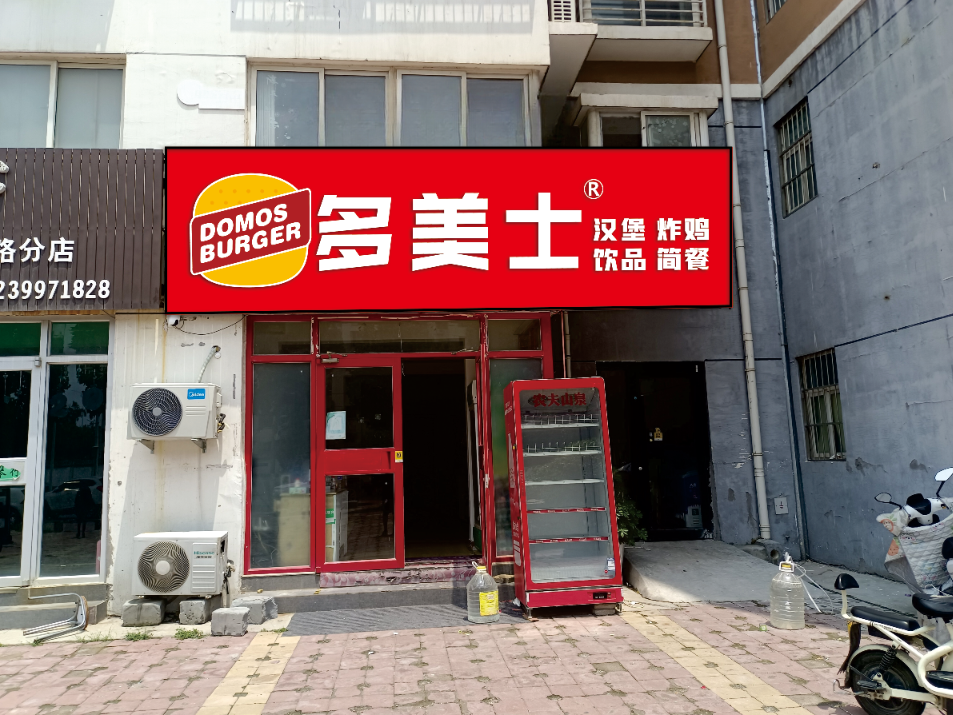 路分店
239971828
DOMOS
BURGER
多美士®
汉堡 炸鸡
饮品 简餐
农夫山泉
Hisense